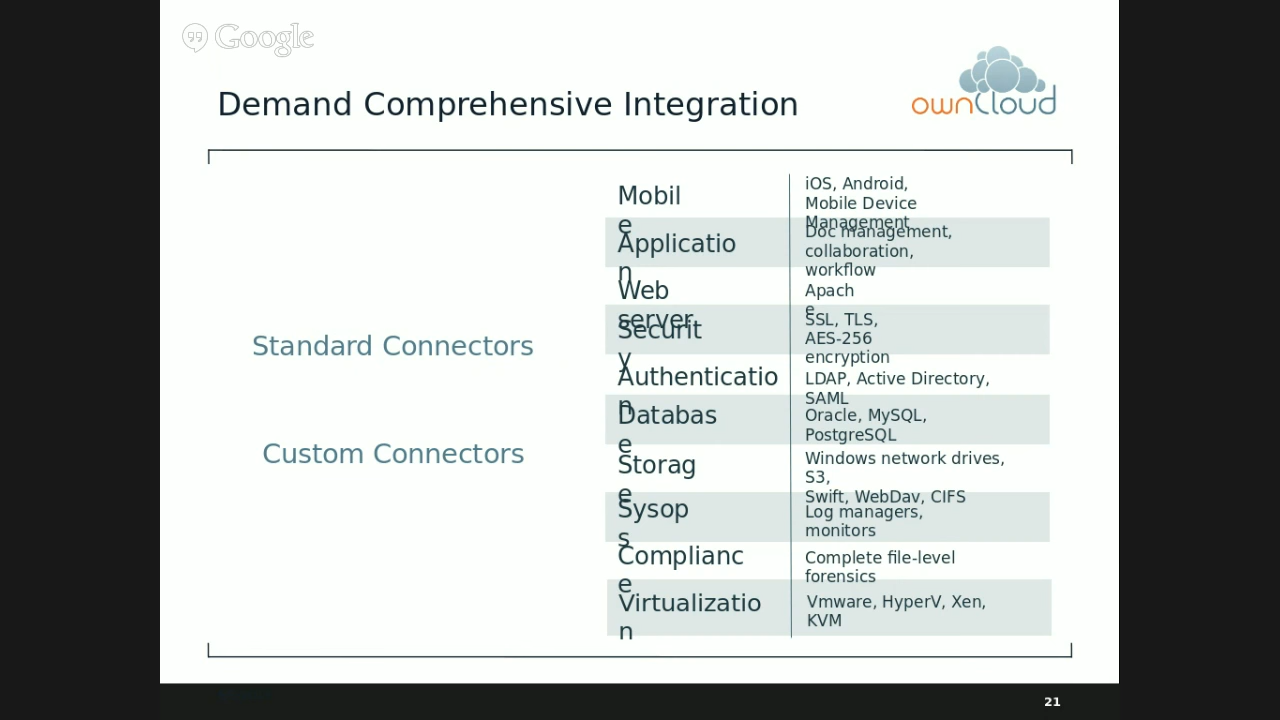 Google
ownCloud
Demand Comprehensive Integration
Standard Connectors
Custom Connectors
Mobil
e
iOS, Android,
Mobile Device
Management
Applicatio
n
Doc management,
collaboration,
workflow
Web
server
Apach
e
Securit
y
SSL, TLS,
AES-256
encryption
Authenticatio
n
LDAP, Active Directory,
SAML
Databas
e
Oracle, MySQL,
PostgreSQL
Storag
e
Windows network drives,
S3,
Swift, WebDav, CIFS
Sysop
s
Log managers,
monitors
Complianc
e
Complete file-level
forensics
Virtualizatio
n
Vmware, HyperV, Xen,
KVM
21